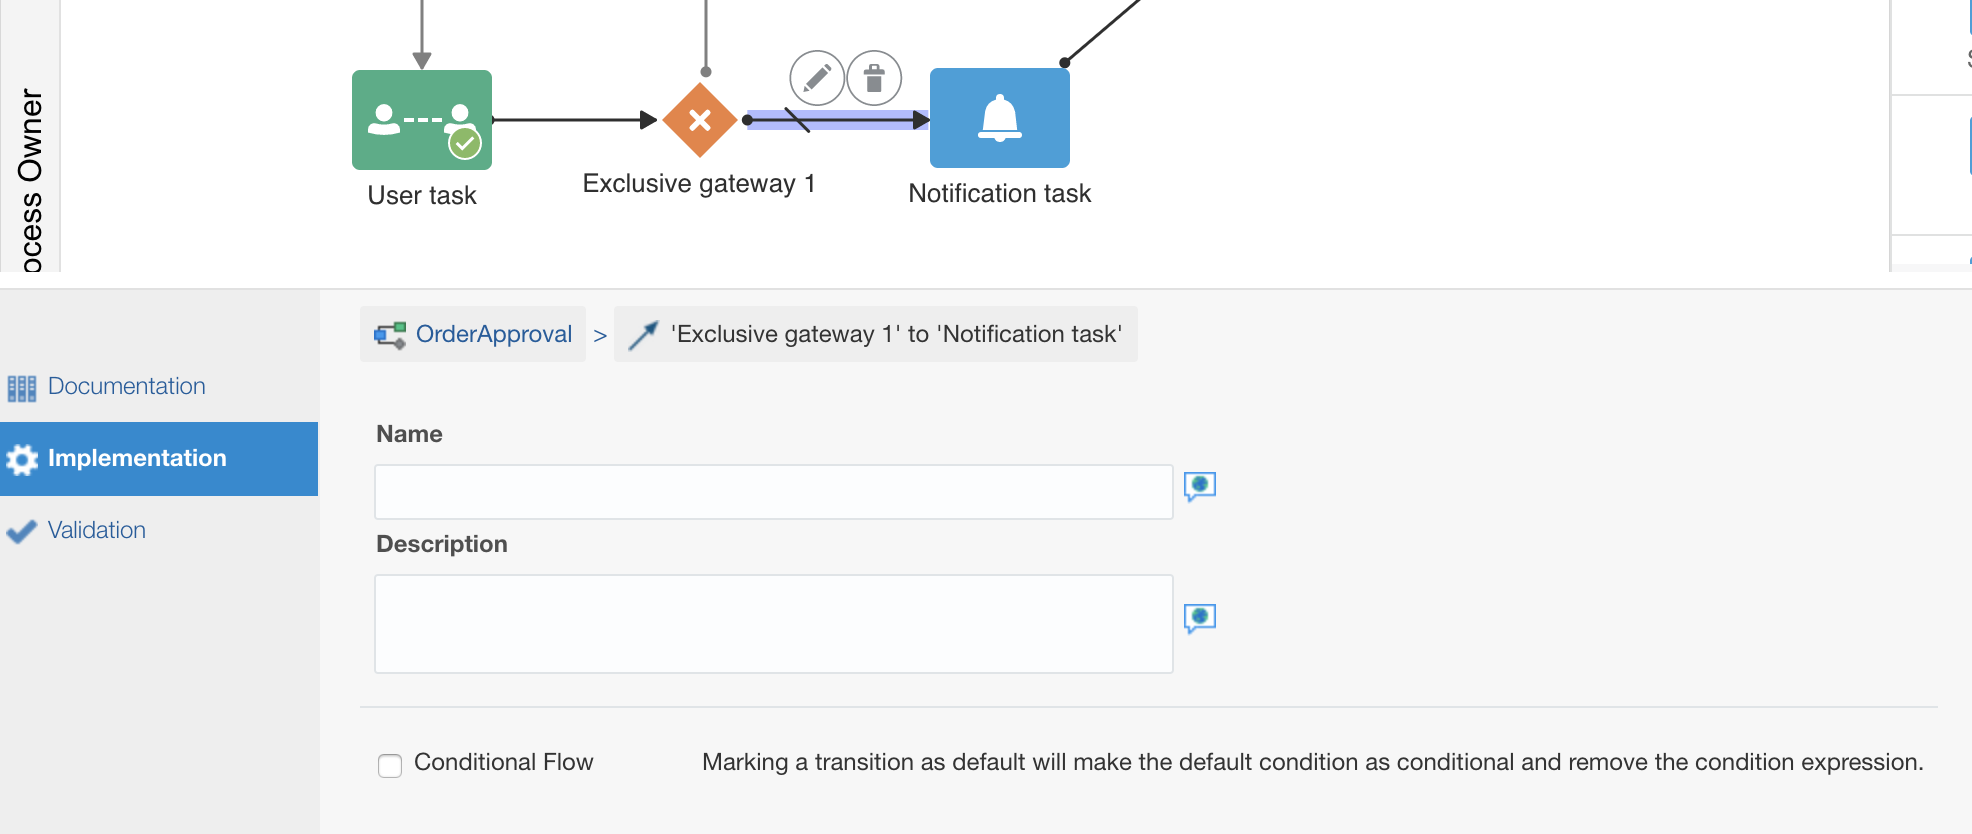 ocess Owner
User task
Exclusive gateway 1
Notification task
OrderApproval > 'Exclusive gateway 1' to 'Notification task'
Documentation
Implementation
Validation
Name
Description
Conditional Flow
Marking a transition as default will make the default condition as conditional and remove the condition expression.